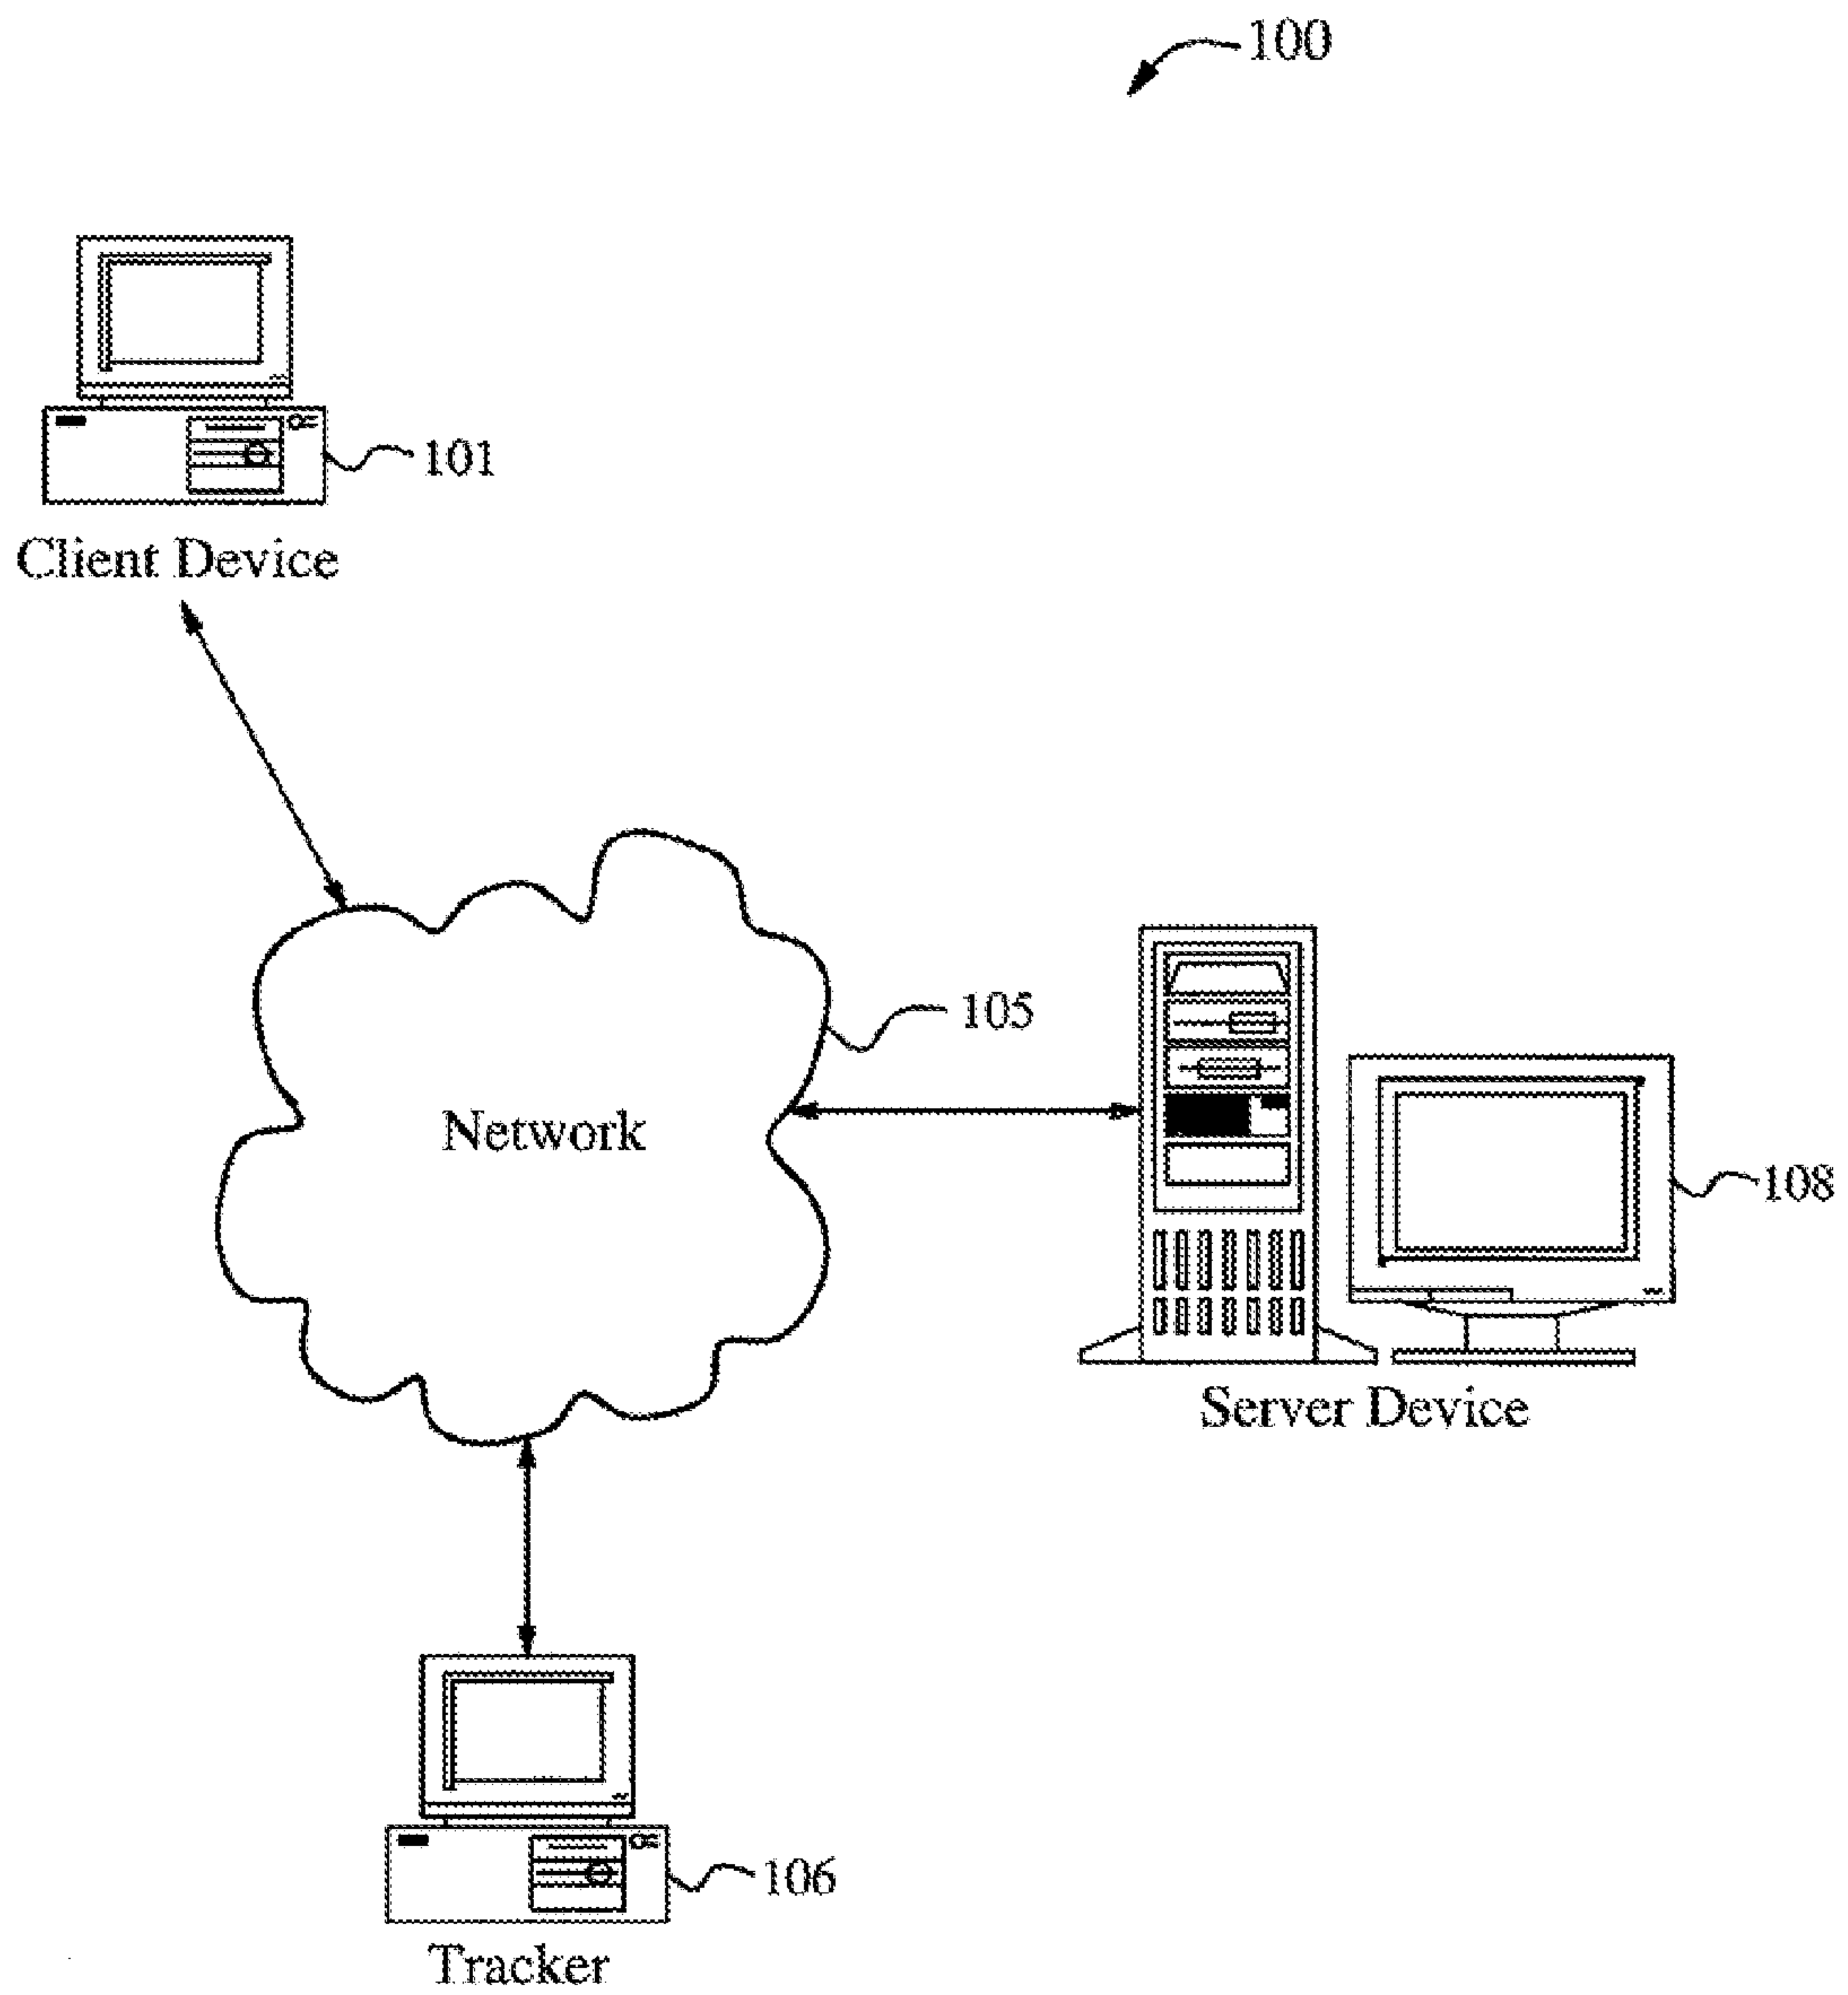 100
101
Client Device
105
Network
108
Server Device
106
Tracker